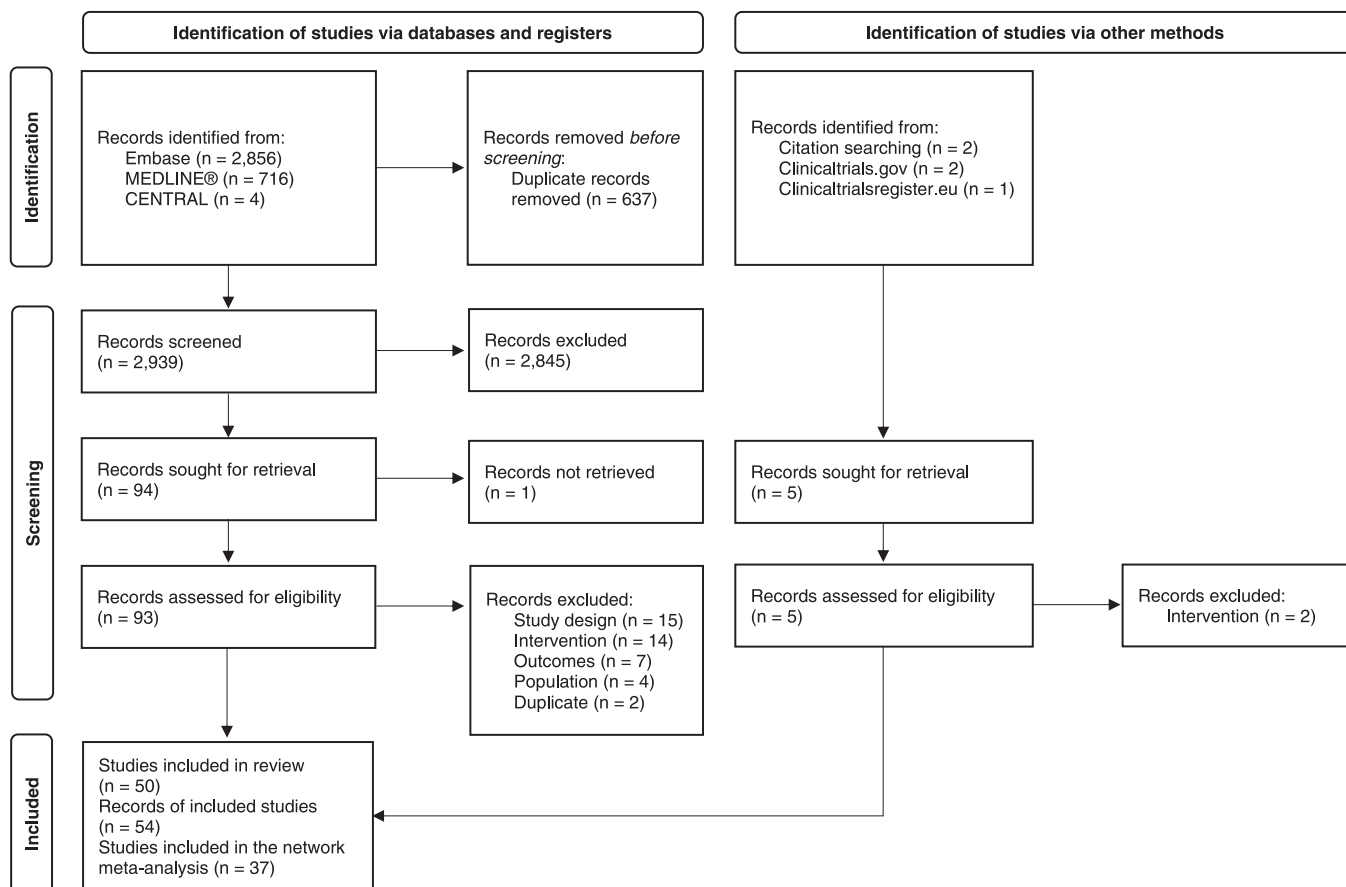 Identification of studies via databases and registers
Identification of studies via other methods
Identification
Records identified from:
Embase (n = 2,856)
MEDLINE® (n = 716)
CENTRAL (n = 4)
Records removed before
screening:
Duplicate records
removed (n = 637)
Records identified from:
Citation searching (n = 2)
Clinicaltrials.gov (n = 2)
Clinicaltrialsregister.eu (n = 1)
Screening
Records screened
(n = 2,939)
Records excluded
(n = 2,845)
Records sought for retrieval
(n = 94)
Records not retrieved
(n = 1)
Records sought for retrieval
(n = 5)
Records assessed for eligibility
(n = 93)
Records excluded:
Study design (n = 15)
Intervention (n = 14)
Outcomes (n = 7)
Population (n = 4)
Duplicate (n = 2)
Records assessed for eligibility
(n = 5)
Records excluded:
Intervention (n = 2)
Included
Studies included in review
(n = 50)
Records of included studies
(n = 54)
Studies included in the network
meta-analysis (n = 37)